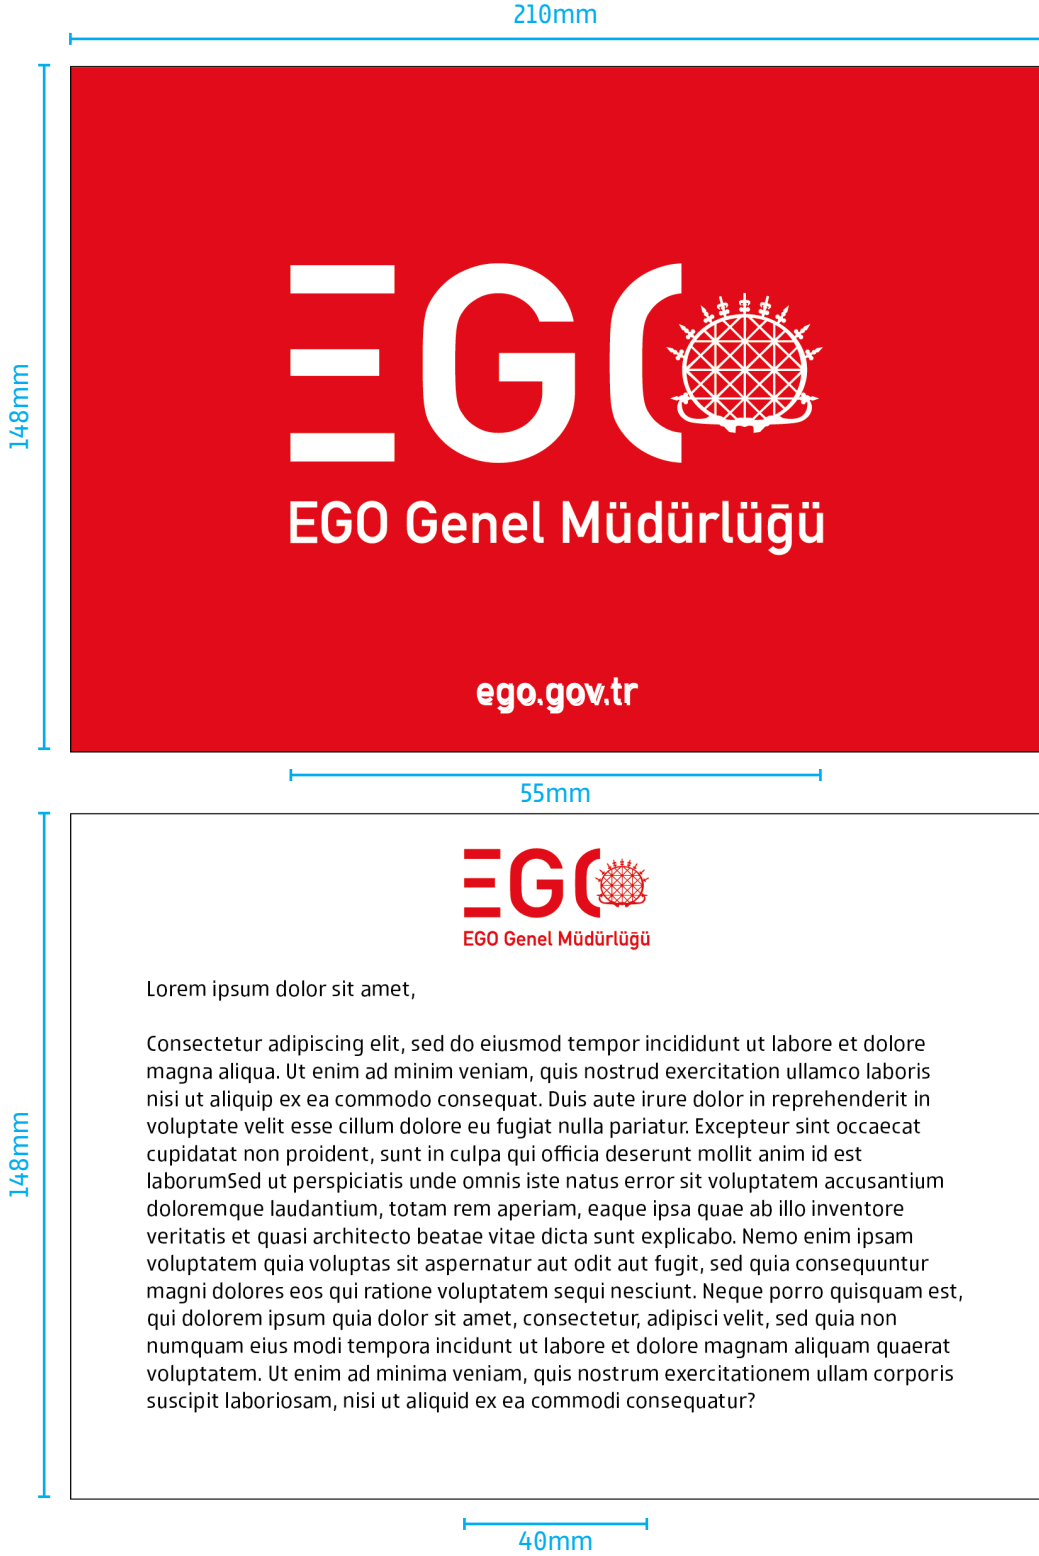 210mm
148mm
EGO
EGO Genel Müdürlüğü
ego.gov.tr
55mm
148mm
EGO
EGO Genel Müdürlüğü
Lorem ipsum dolor sit amet,
Consectetur adipiscing elit, sed do eiusmod tempor incididunt ut labore et dolore
magna aliqua. Ut enim ad minim veniam, quis nostrud exercitation ullamco laboris
nisi ut aliquip ex ea commodo consequat. Duis aute irure dolor in reprehenderit in
voluptate velit esse cillum dolore eu fugiat nulla pariatur. Excepteur sint occaecat
cupidatat non proident, sunt in culpa qui officia deserunt mollit anim id est
laborumSed ut perspiciatis unde omnis iste natus error sit voluptatem accusantium
doloremque laudantium, totam rem aperiam, eaque ipsa quae ab illo inventore
veritatis et quasi architecto beatae vitae dicta sunt explicabo. Nemo enim ipsam
voluptatem quia voluptas sit aspernatur aut odit aut fugit, sed quia consequuntur
magni dolores eos qui ratione voluptatem sequi nesciunt. Neque porro quisquam est,
qui dolorem ipsum quia dolor sit amet, consectetur, adipisci velit, sed quia non
numquam eius modi tempora incidunt ut labore et dolore magnam aliquam quaerat
voluptatem. Ut enim ad minima veniam, quis nostrum exercitationem ullam corporis
suscipit laboriosam, nisi ut aliquid ex ea commodi consequatur?
40mm